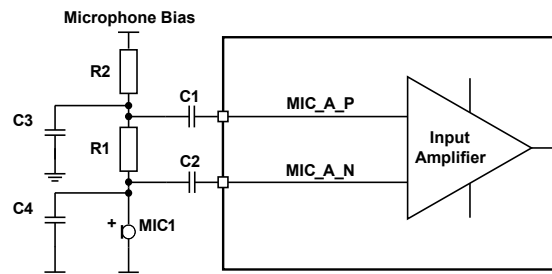 Microphone Bias
R2
C1
MIC_A_P
C3
R1
Input
Amplifier
C2
MIC_A_N
C4
+
MIC1